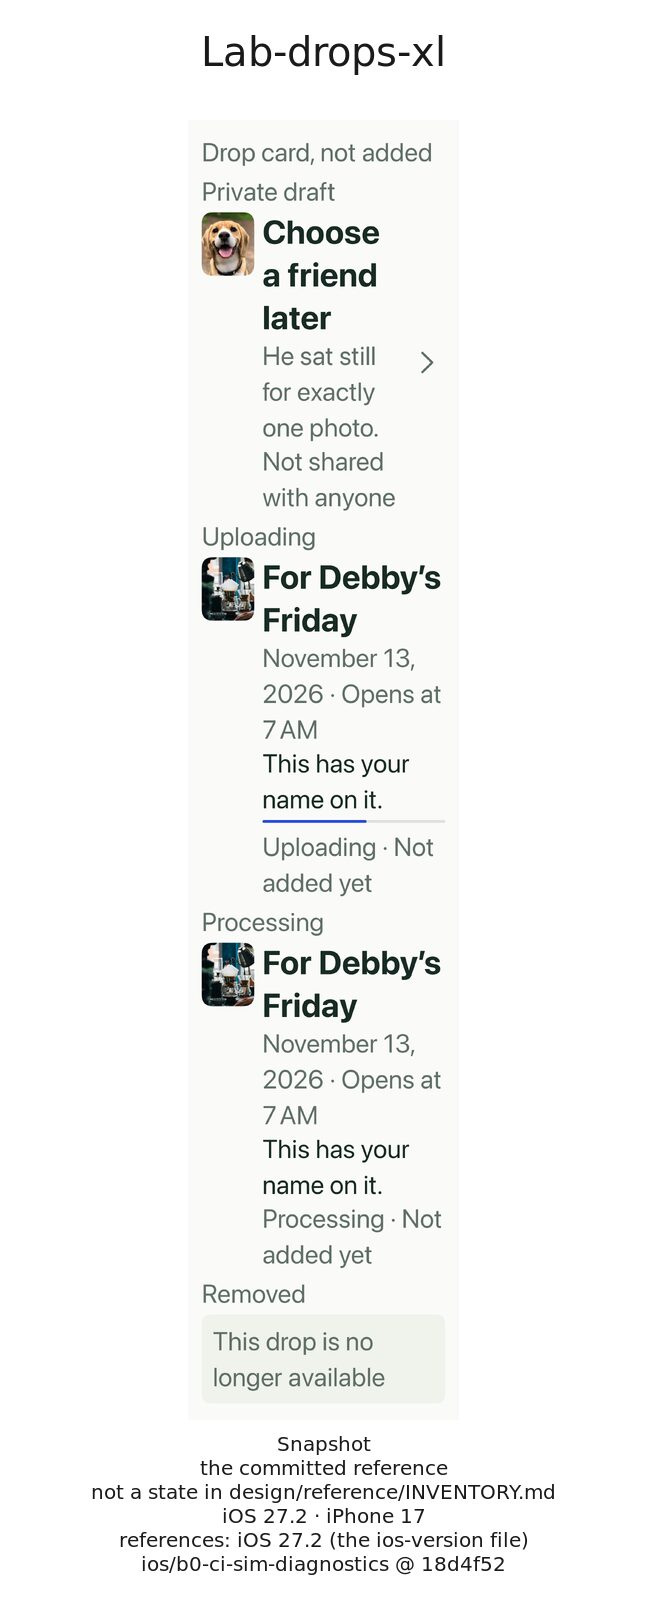 Lab-drops-xl
Drop card, not added
Private draft
Choose
a friend
later
He sat still
for exactly
one photo.
Not shared
with anyone
Uploading
For Debby’s
Friday
November 13,
2026 · Opens at
7 AM
This has your
name on it.
Uploading · Not
added yet
Processing
For Debby’s
Friday
November 13,
2026 · Opens at
7 AM
This has your
name on it.
Processing · Not
added yet
Removed
This drop is no
longer available
Snapshot
the committed reference
not a state in design/reference/INVENTORY.md
iOS 27.2 · iPhone 17
references: iOS 27.2 (the ios-version file)
ios/b0-ci-sim-diagnostics @ 18d4f52